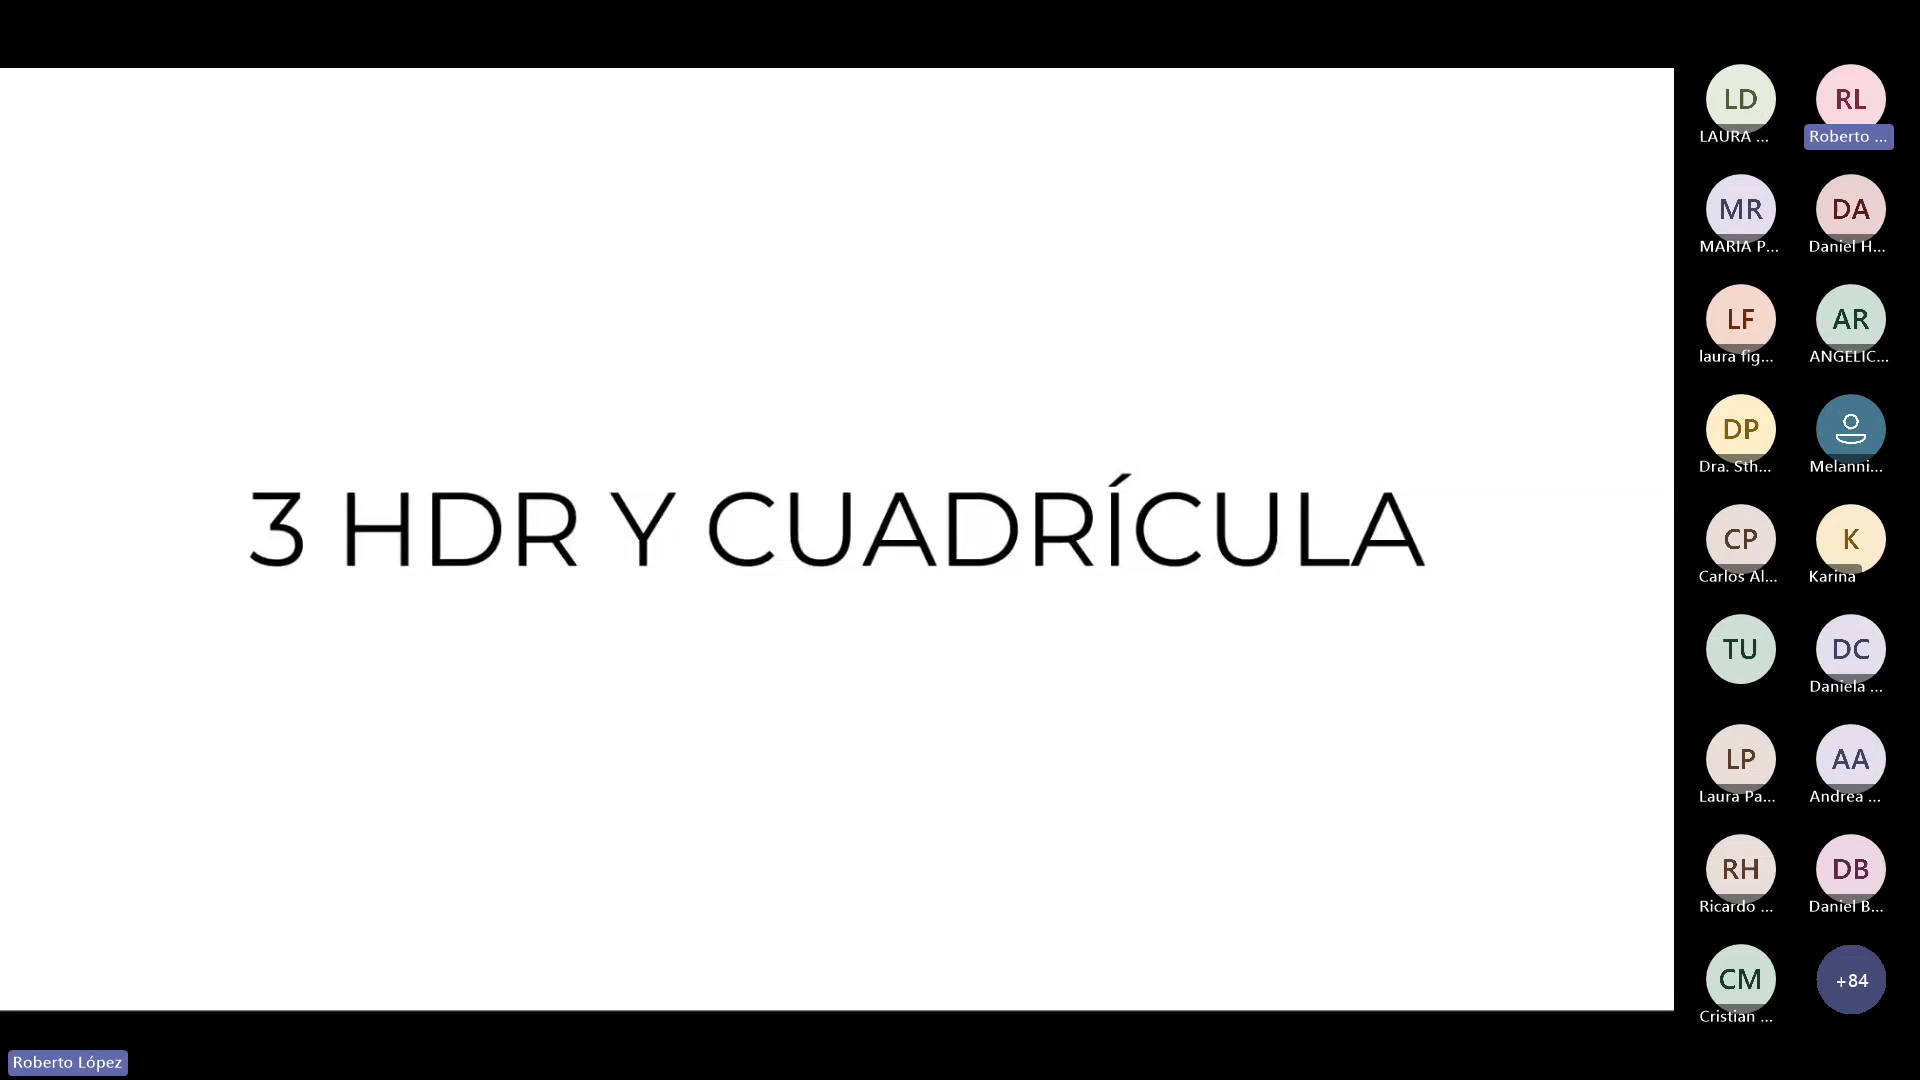 3 HDR Y CUADRÍCULA
LD
LAURA ...
RL
Roberto ...
MR
MARIA P...
DA
Daniel H...
LF
laura fig...
AR
ANGELIC...
DP
Dra. Sth...
Melanni...
CP
Carlos Al...
K
Karina
TU
DC
Daniela ...
LP
Laura Pa...
AA
Andrea ...
RH
Ricardo ...
DB
Daniel B...
CM
Cristian ...
+84
Roberto López